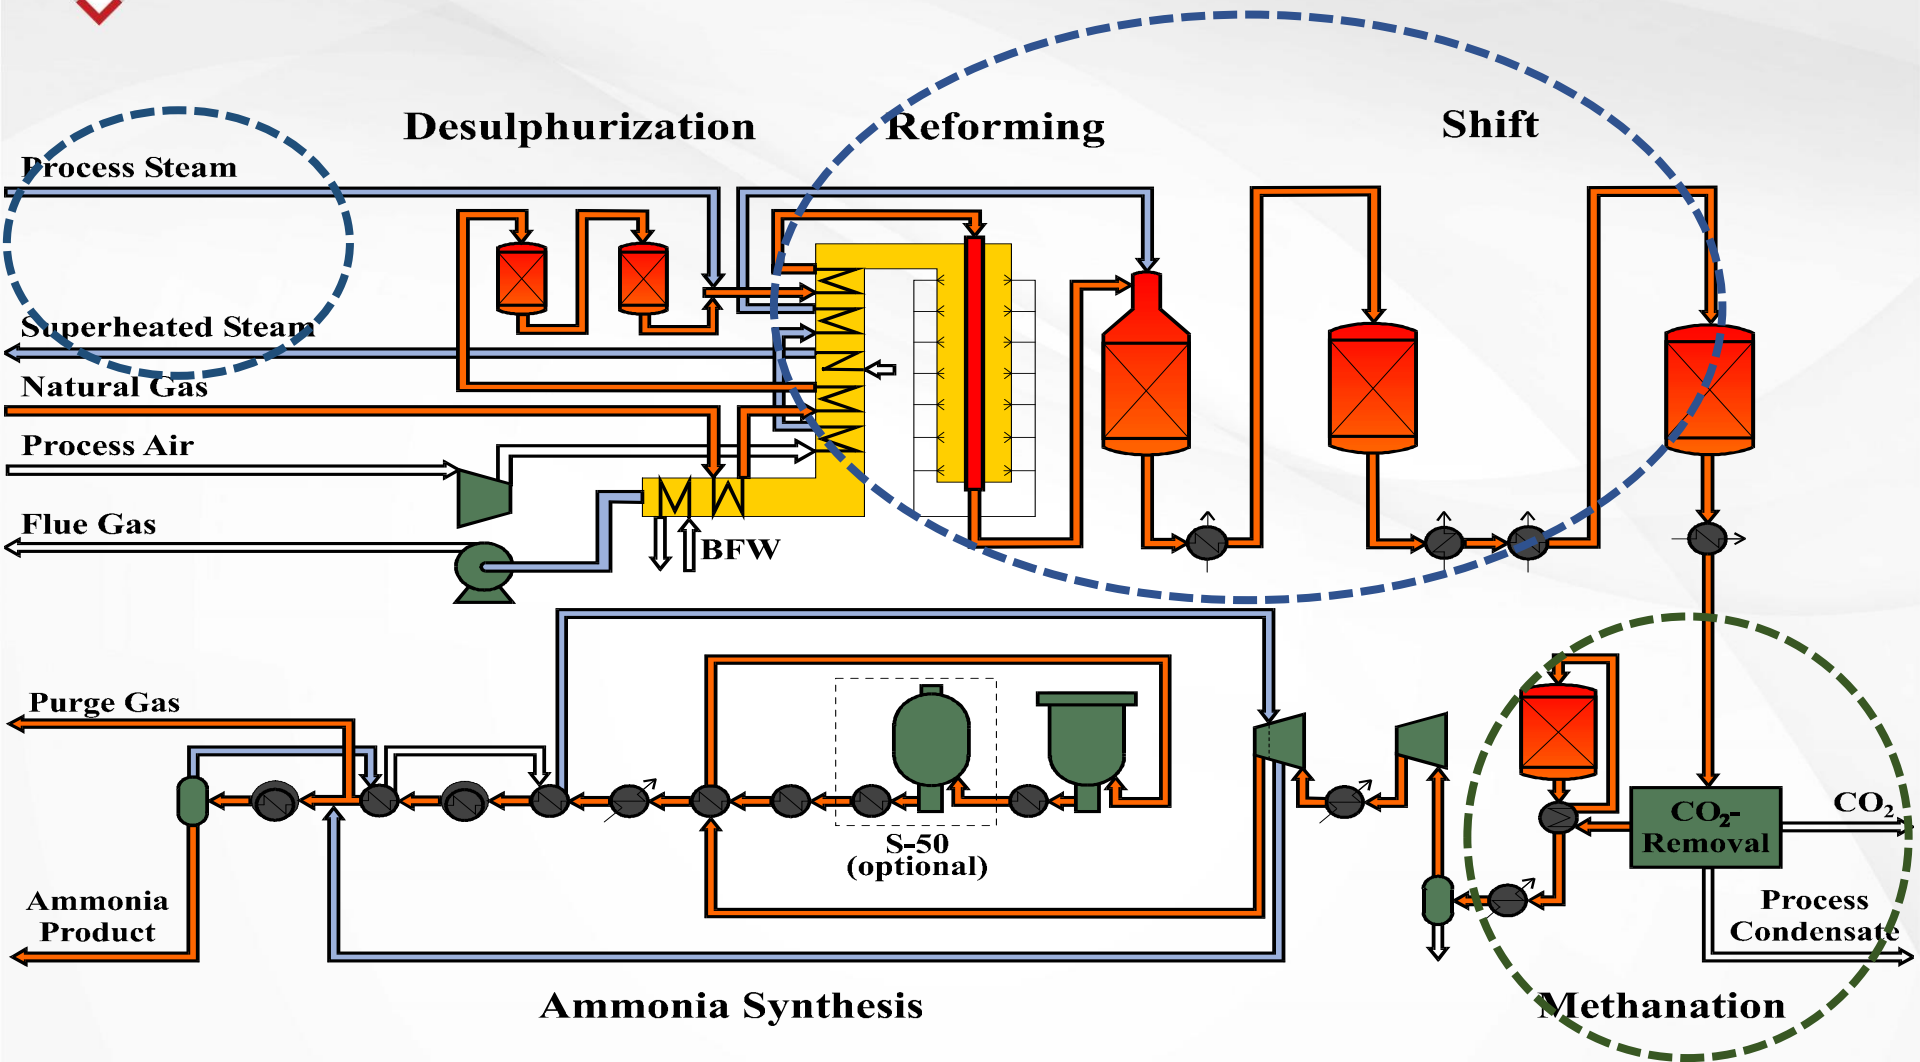 Desulphurization
Reforming
Shift
Process Steam
Superheated Steam
Natural Gas
Process Air
Flue Gas
BFW
Purge Gas
S-50
(optional)
CO₂-
Removal
CO₂
Ammonia
Product
Process
Condensate
Ammonia Synthesis
Methanation